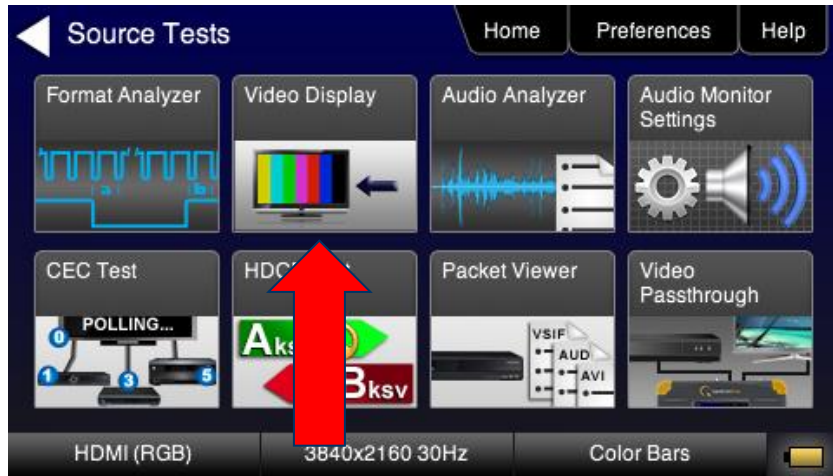 Source Tests
Home
Preferences
Help
Format Analyzer
Video Display
Audio Analyzer
Audio Monitor
Settings
a
b
CEC Test
Packet Viewer
Video
Passthrough
POLLING...
0
1
3
5
Bksv
VSIF
AUD
AVI
HDMI (RGB)
3840x2160 30Hz
Color Bars